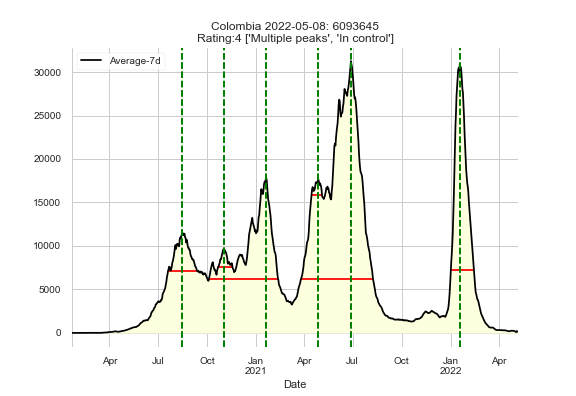 Colombia 2022-05-08: 6093645
Rating:4 ['Multiple peaks', 'In control']
Average-7d
30000
25000
20000
15000
10000
5000
0
Apr Jul Oct Jan Apr Jul Oct Jan Apr
2021 2022
Date